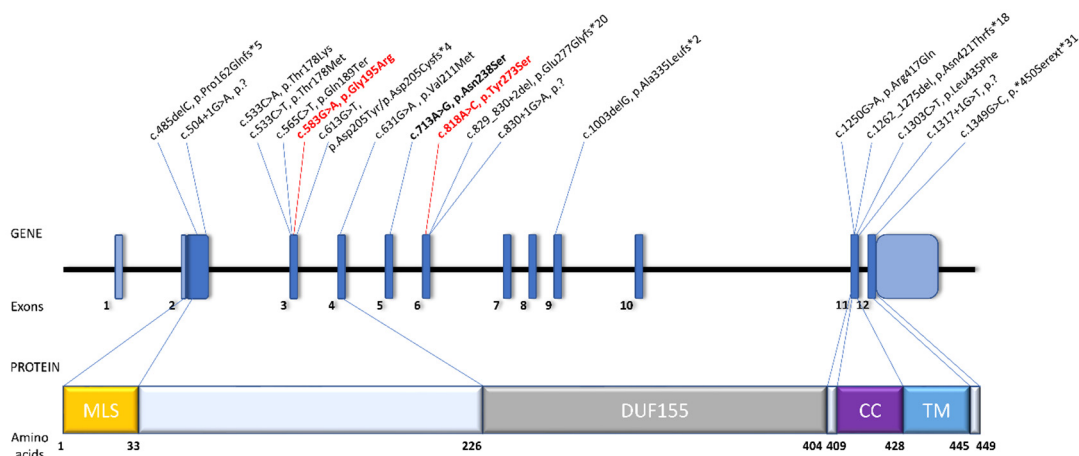 c.485delC, p.Pro162Glnfs*5
c.504+1G>A, p.?
c.533C>A, p.Thr178Lys
c.533C>T, p.Thr178Met
c.565C>T, p.Gln189Ter
c.583G>A, p.Gly195Arg
c.613G>T,
p.Asp205Tyr/p.Asp205Cysfs*4
c.631G>A, p.Val211Met
c.713A>G, p.Asn238Ser
c.818A>C, p.Tyr273Ser
c.829_830+2del, p.Glu277Glyfs*20
c.830+1G>A, p.?
c.1003delG, p.Ala335Leufs*2
c.1250G>A, p.Arg417Gln
c.1262_1275del, p.Asn421Thrfs*18
c.1303C>T, p.Leu435Phe
c.1317+1G>T, p.?
c.1349G>C, p.*450Serext*31
GENE
Exons 1 2 3 4 5 6 7 8 9 10 11 12
PROTEIN
MLS DUF155 CC TM
Amino acids 1 33 226 404 409 428 445 449